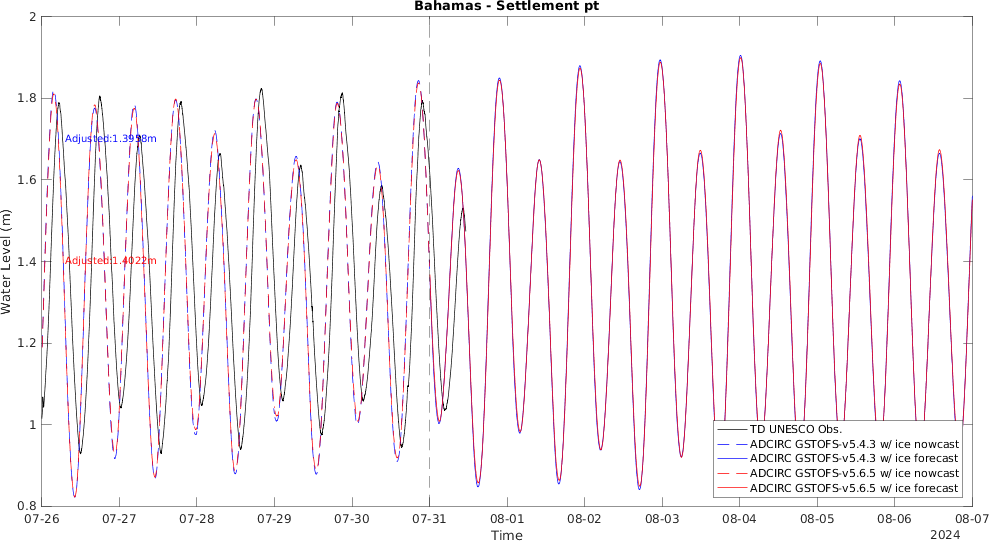 Bahamas - Settlement pt
2
1.8
1.6
1.4
1.2
1
0.8
Water Level (m)
Adjusted:1.3998m
Adjusted:1.4022m
TD UNESCO Obs.
ADCIRC GSTOFS-v5.4.3 w/ ice nowcast
ADCIRC GSTOFS-v5.4.3 w/ ice forecast
ADCIRC GSTOFS-v5.6.5 w/ ice nowcast
ADCIRC GSTOFS-v5.6.5 w/ ice forecast
07-26 07-27 07-28 07-29 07-30 07-31 08-01 08-02 08-03 08-04 08-05 08-06 08-07
Time
2024